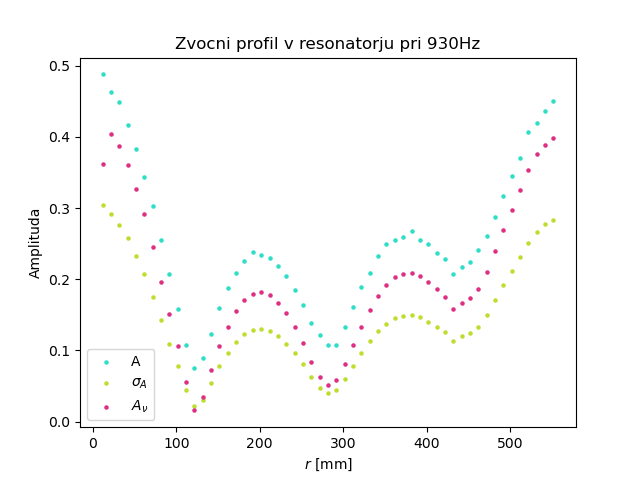 Zvocni profil v resonatorju pri 930Hz
Amplituda
0.5
0.4
0.3
0.2
0.1
0.0
A
σ_A
A_ν
0 100 200 300 400 500
r [mm]